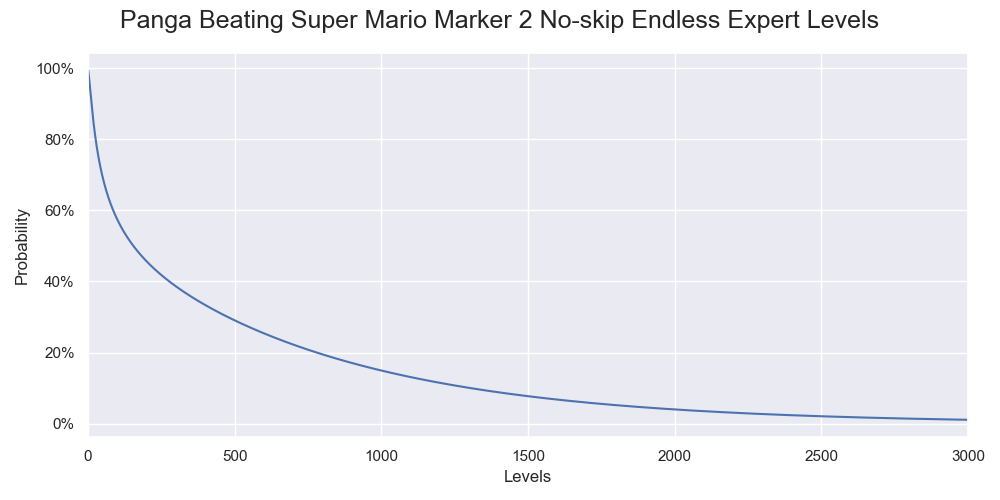 Panga Beating Super Mario Marker 2 No-skip Endless Expert Levels
100%
80%
60%
40%
20%
0%
Probability
0 500 1000 1500 2000 2500 3000
Levels